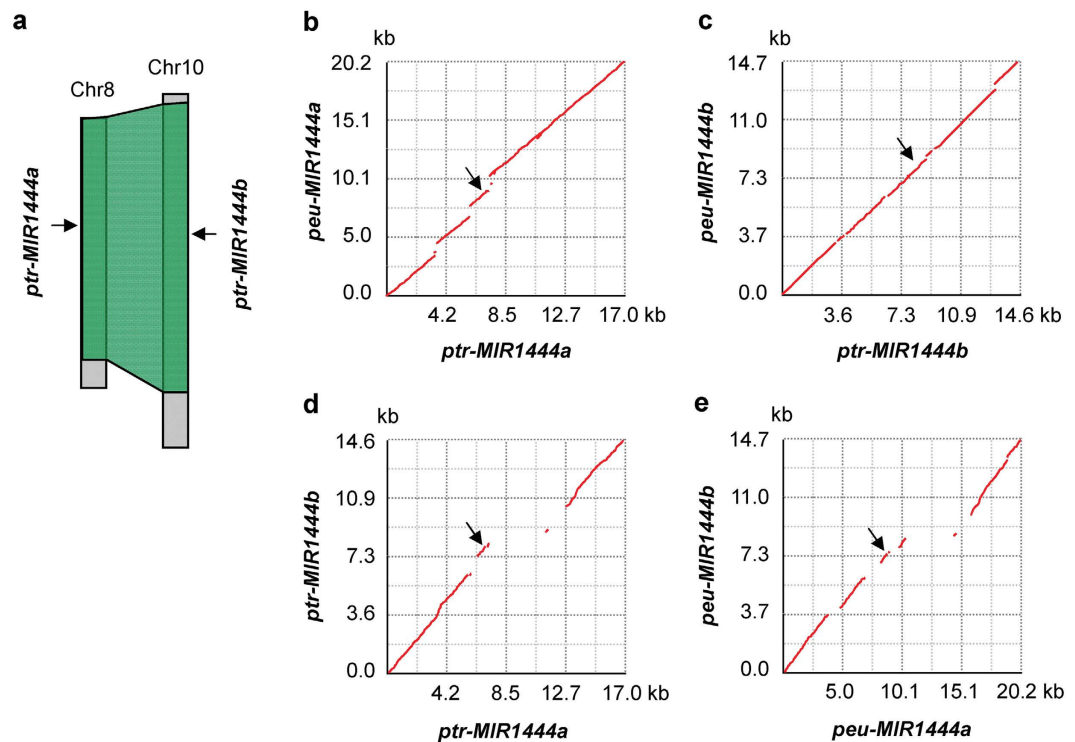 a
Chr8
Chr10
ptr-MIR1444a
ptr-MIR1444b
b
kb
20.2
15.1
10.1
5.0
0.0
peu-MIR1444a
4.2 8.5 12.7 17.0 kb
ptr-MIR1444a
c
kb
14.7
11.0
7.3
3.7
0.0
peu-MIR1444b
3.6 7.3 10.9 14.6 kb
ptr-MIR1444b
d
kb
14.6
10.9
7.3
3.6
0.0
ptr-MIR1444b
4.2 8.5 12.7 17.0 kb
ptr-MIR1444a
e
kb
14.7
11.0
7.3
3.7
0.0
peu-MIR1444b
5.0 10.1 15.1 20.2 kb
peu-MIR1444a